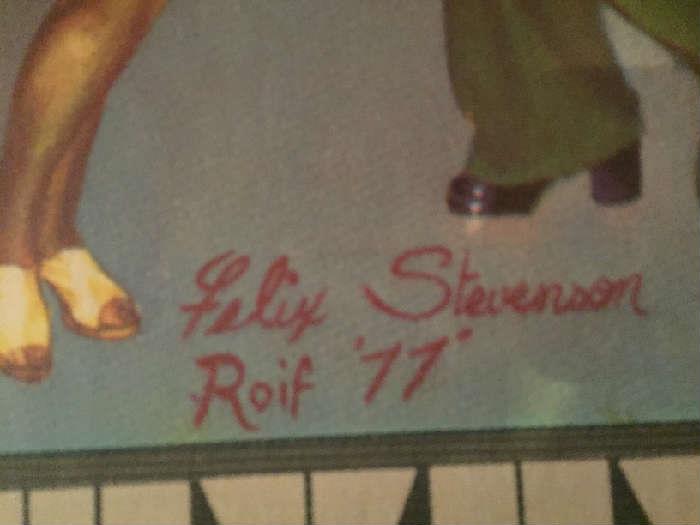 Felix Stevenson
Roif '77"